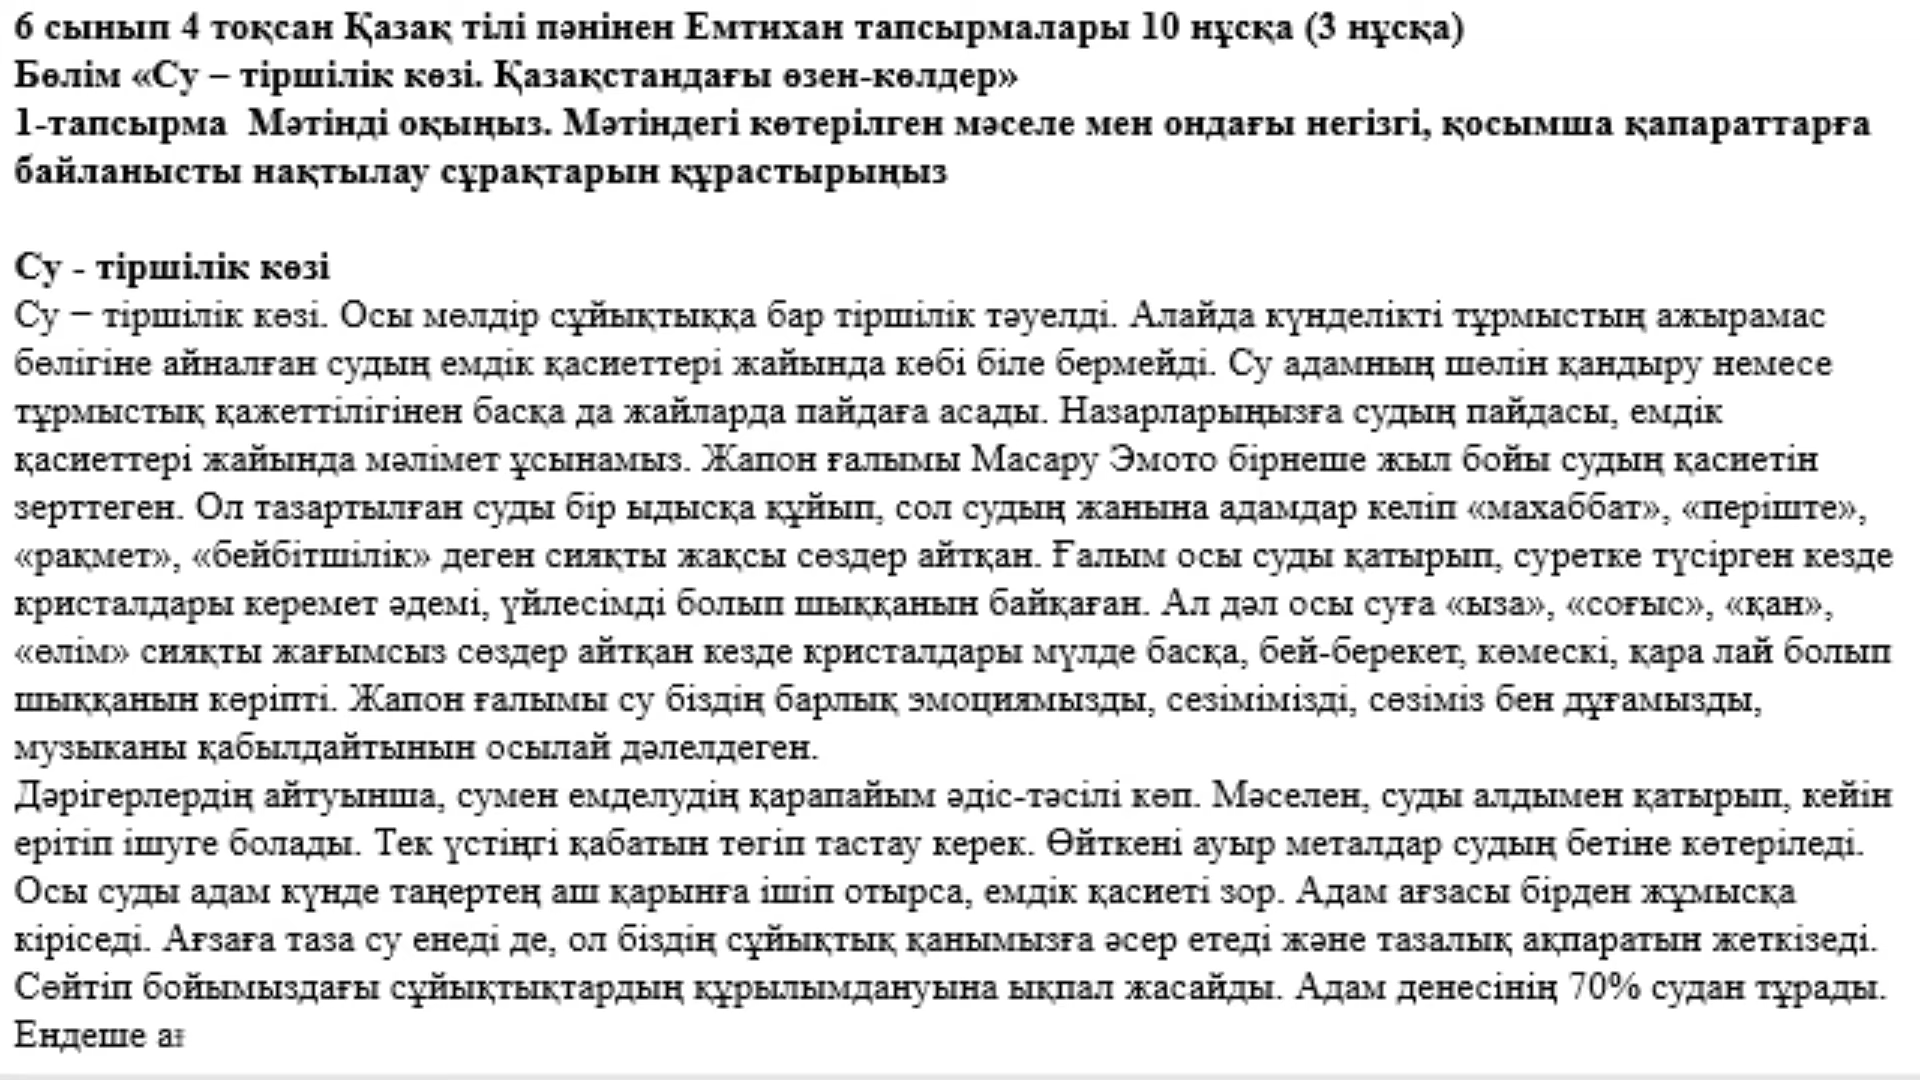 6 сынып 4 тоқсан Қазақ тілі пәнінен Емтихан тапсырмалары 10 нұсқа (3 нұсқа)
Бөлім «Су – тіршілік көзі. Қазақстандағы өзен-көлдер»
1-тапсырма  Мәтінді оқыңыз. Мәтіндегі көтерілген мәселе мен ондағы негізгі, қосымша қапараттарға
байланысты нақтылау сұрақтарын құрастырыңыз
Су - тіршілік көзі
Су – тіршілік көзі. Осы мөлдір сұйықтыққа бар тіршілік тәуелді. Алайда күнделікті тұрмыстың ажырамас
бөлігіне айналған судың емдік қасиеттері жайында көбі біле бермейді. Су адамның шөлін қандыру немесе
тұрмыстық қажеттілігінен басқа да жайларда пайдаға асады. Назарларыңызға судың пайдасы, емдік
қасиеттері жайында мәлімет ұсынамыз. Жапон ғалымы Масару Эмото бірнеше жыл бойы судың қасиетін
зерттеген. Ол тазартылған суды бір ыдысқа құйып, сол судың жанына адамдар келіп «махаббат», «періште»,
«рақмет», «бейбітшілік» деген сияқты жақсы сөздер айтқан. Ғалым осы суды қатырып, суретке түсірген кезде
кристалдары керемет әдемі, үйлесімді болып шыққанын байқаған. Ал дәл осы суға «ыза», «соғыс», «қан»,
«өлім» сияқты жағымсыз сөздер айтқан кезде кристалдары мүлде басқа, бей-берекет, көмескі, қара лай болып
шыққанын көріпті. Жапон ғалымы су біздің барлық эмоциямызды, сезімімізді, сөзіміз бен дұғамызды,
музыканы қабылдайтынын осылай дәлелдеген.
Дәрігерлердің айтуынша, сумен емделудің қарапайым әдіс-тәсілі көп. Мәселен, суды алдымен қатырып, кейін
ерітіп ішуге болады. Тек үстіңгі қабатын төгіп тастау керек. Өйткені ауыр металдар судың бетіне көтеріледі.
Осы суды адам күнде таңертең аш қарынға ішіп отырса, емдік қасиеті зор. Адам ағзасы бірден жұмысқа
кіріседі. Ағзаға таза су енеді де, ол біздің сұйықтық қанымызға әсер етеді және тазалық ақпаратын жеткізеді.
Сөйтіп бойымыздағы сұйықтықтардың құрылымдануына ықпал жасайды. Адам денесінің 70% судан тұрады.
Ендеше